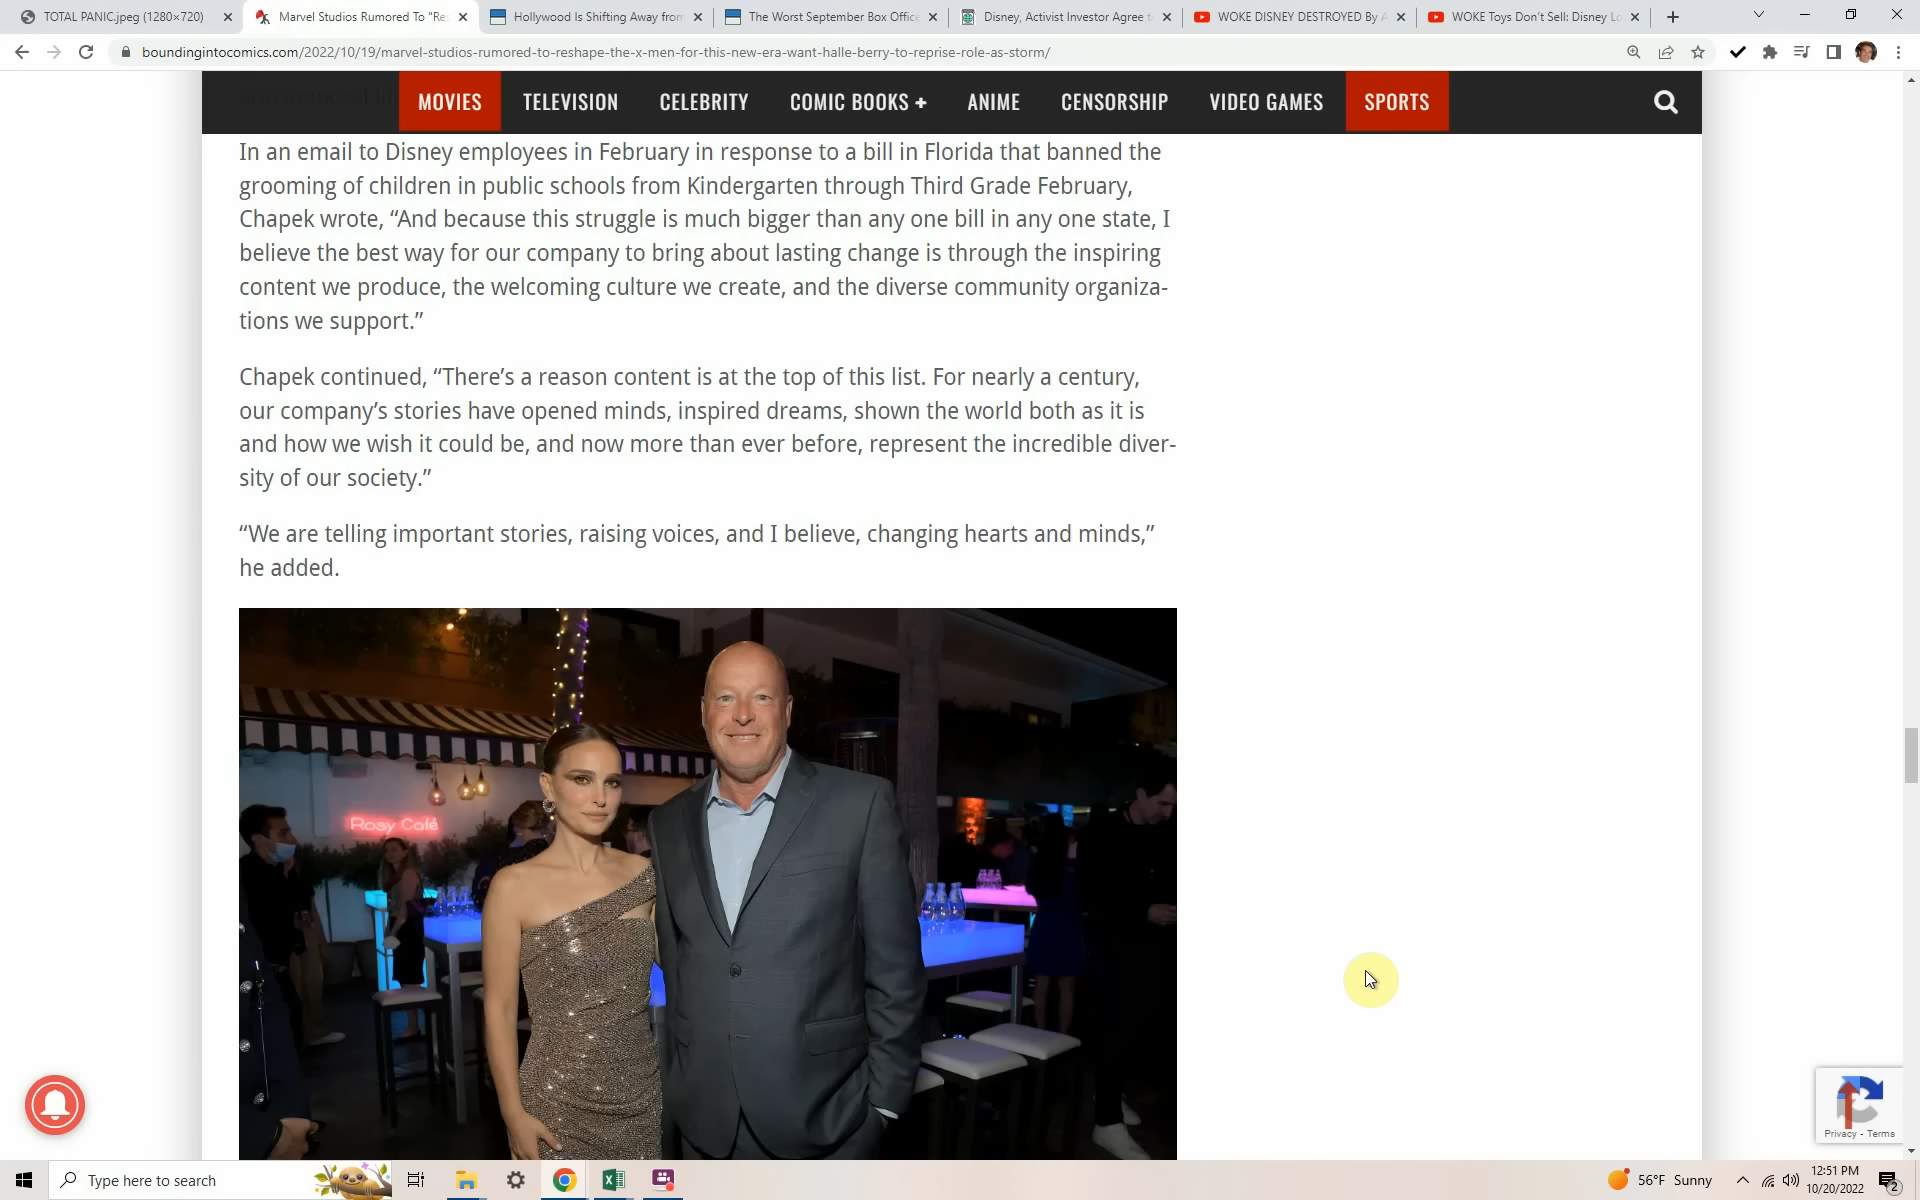 TOTAL PANIC.jpeg (1280×720)
Marvel Studios Rumored To "Re
Hollywood Is Shifting Away from
The Worst September Box Office
Disney, Activist Investor Agree t
WOKE DISNEY DESTROYED By A
WOKE Toys Don't Sell: Disney Lo
boundingintocomics.com/2022/10/19/marvel-studios-rumored-to-reshape-the-x-men-for-this-new-era-want-halle-berry-to-reprise-role-as-storm/
MOVIES TELEVISION CELEBRITY COMIC BOOKS + ANIME CENSORSHIP VIDEO GAMES SPORTS
In an email to Disney employees in February in response to a bill in Florida that banned the
grooming of children in public schools from Kindergarten through Third Grade February,
Chapek wrote, “And because this struggle is much bigger than any one bill in any one state, I
believe the best way for our company to bring about lasting change is through the inspiring
content we produce, the welcoming culture we create, and the diverse community organiza-
tions we support.”
Chapek continued, “There’s a reason content is at the top of this list. For nearly a century,
our company’s stories have opened minds, inspired dreams, shown the world both as it is
and how we wish it could be, and now more than ever before, represent the incredible diver-
sity of our society.”
“We are telling important stories, raising voices, and I believe, changing hearts and minds,”
he added.
Rosy Café
Privacy - Terms
Type here to search
56°F Sunny
12:51 PM
10/20/2022
2